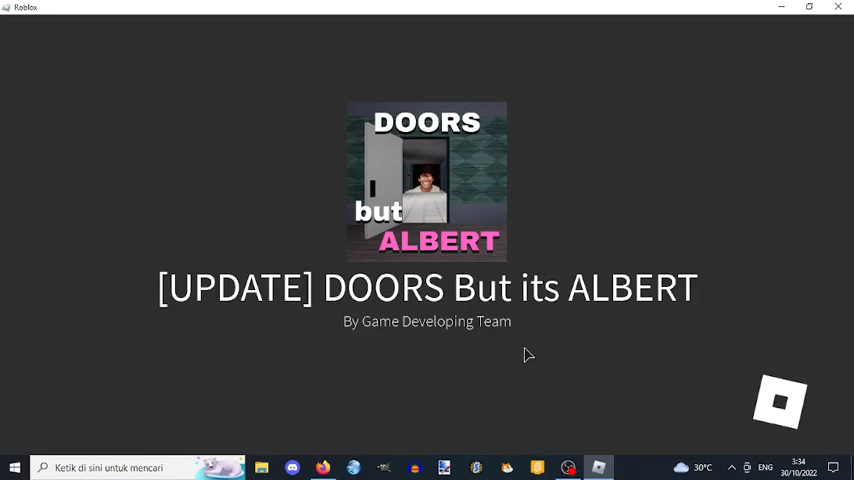 Roblox
DOORS
but
ALBERT
[UPDATE] DOORS But its ALBERT
By Game Developing Team
Ketik di sini untuk mencari
30°C
ENG
3:34
30/10/2022